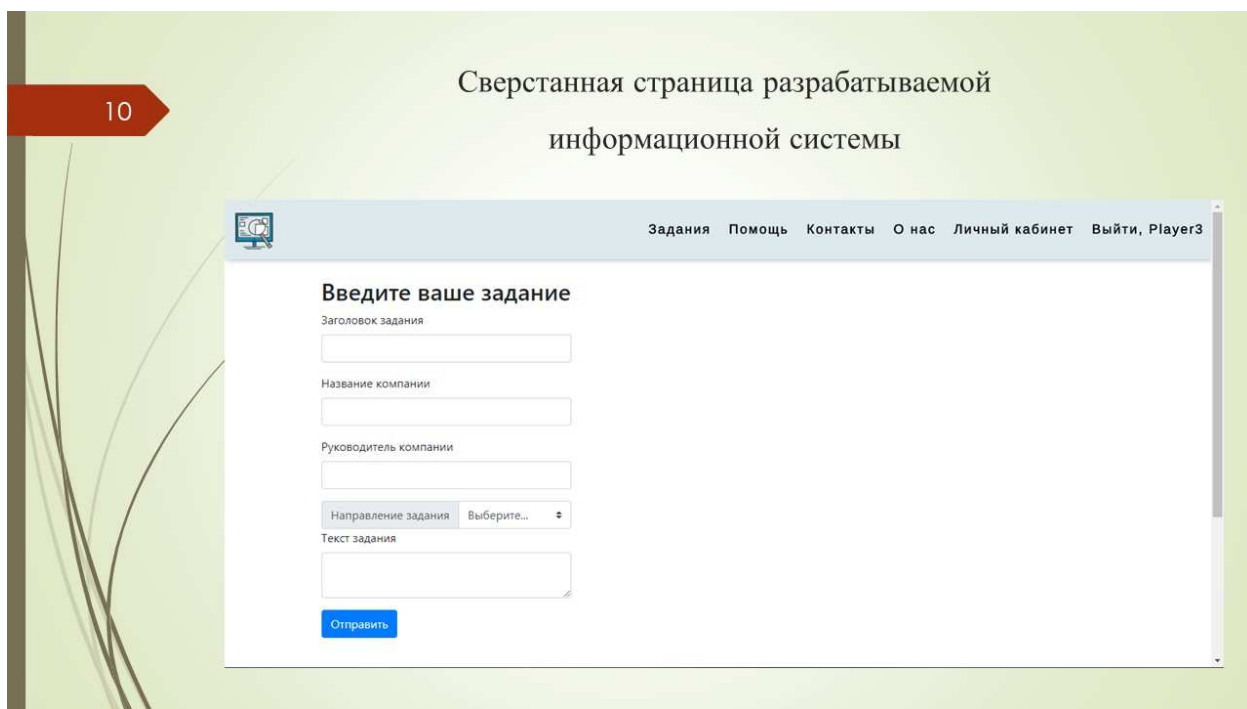 10
Сверстанная страница разрабатываемой
информационной системы
Задания Помощь Контакты О нас Личный кабинет Выйти, Player3
Введите ваше задание
Заголовок задания
Название компании
Руководитель компании
Направление задания Выберите...
Текст задания
Отправить